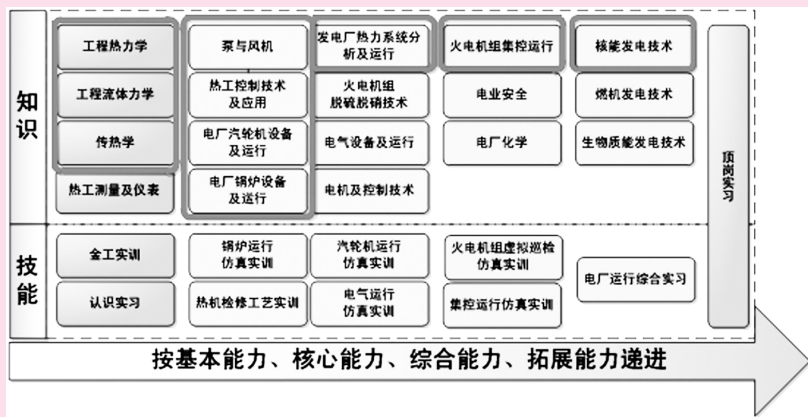 知识
工程热力学
工程流体力学
传热学
热工测量及仪表
泵与风机
热工控制技术
及应用
电厂汽轮机设备
及运行
电厂锅炉设备
及运行
发电厂热力系统分
析及运行
火电机组
脱硫脱硝技术
电气设备及运行
电机及控制技术
火电机组集控运行
电业安全
电厂化学
核能发电技术
燃机发电技术
生物质能发电技术
顶岗实习
技能
金工实训
认识实习
锅炉运行
仿真实训
热机检修工艺实训
汽轮机运行
仿真实训
电气运行
仿真实训
火电机组虚拟巡检
仿真实训
集控运行仿真实训
电厂运行综合实习
按基本能力、核心能力、综合能力、拓展能力递进